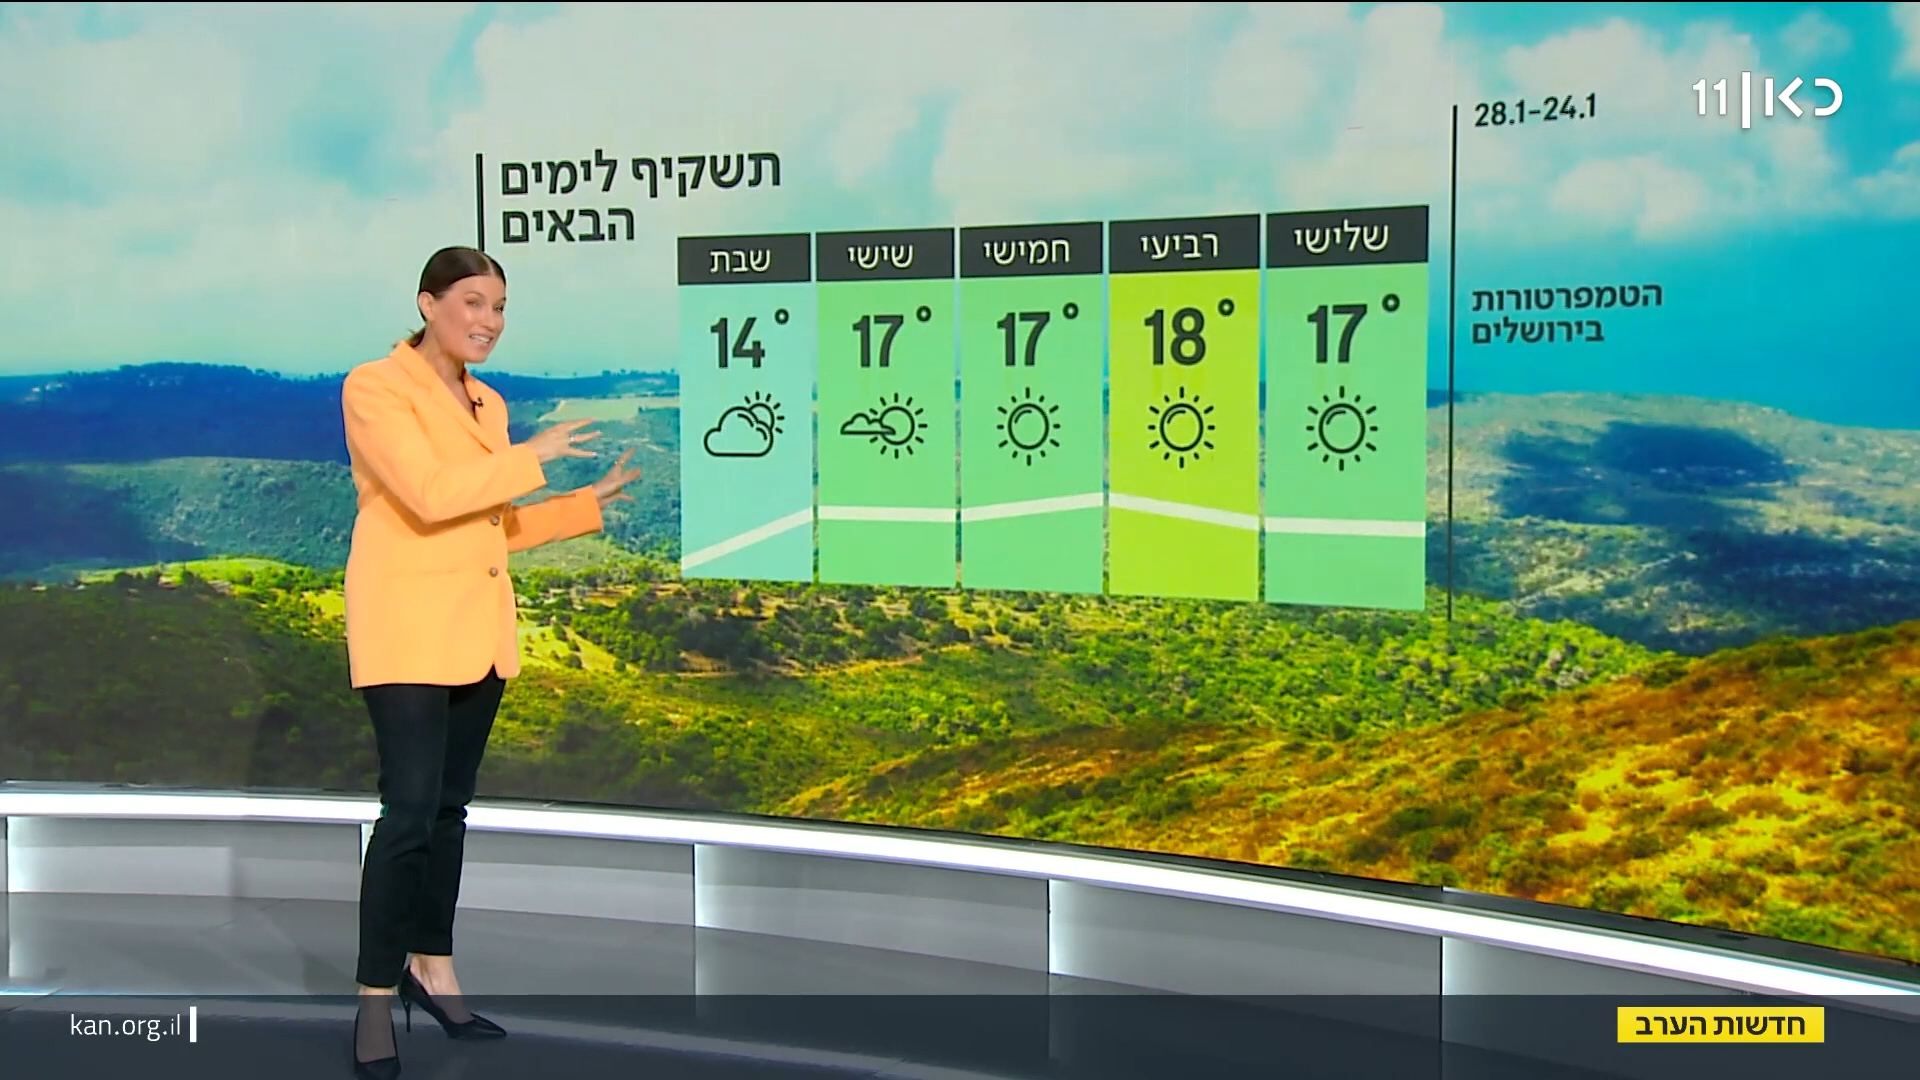 כאן 11
28.1-24.1
תשקיף לימים
הבאים
הטמפרטורות
בירושלים
שלישי
רביעי
חמישי
שישי
שבת
17°
18°
17°
17°
14°
חדשות הערב
kan.org.il